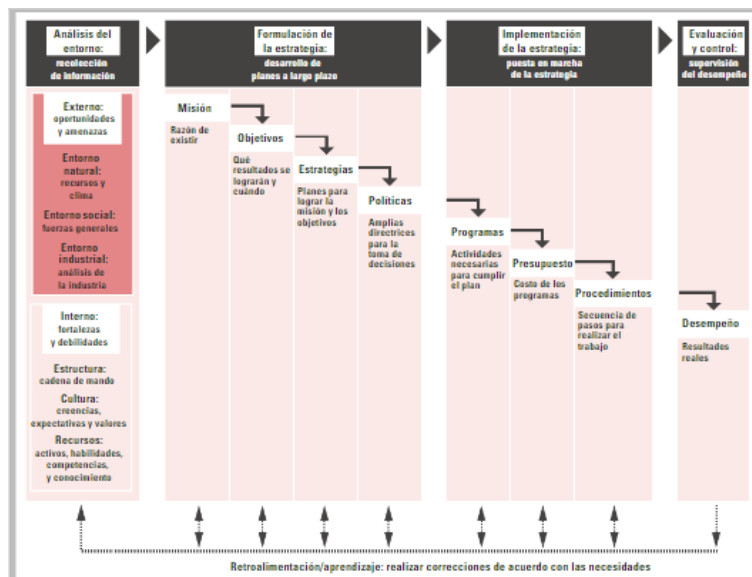 Análisis del
entorno:
recolección
de información
Formulación de
la estrategia:
desarrollo de
planes a largo plazo
Implementación
de la estrategia:
puesta en marcha
de la estrategia
Evaluación
y control:
supervisión
del desempeño
Externo:
oportunidades
y amenazas
Entorno
natural:
recursos y
clima
Entorno social:
fuerzas generales
Entorno
industrial:
análisis de
la industria
Interno:
fortalezas
y debilidades
Estructura:
cadena de mando
Cultura:
creencias,
expectativas y valores
Recursos:
activos, habilidades,
competencias,
y conocimiento
Misión
Razón de
existir
Objetivos
Qué
resultados se
lograrán y
cuándo
Estrategias
Planes para
lograr la
misión y los
objetivos
Políticas
Amplias
directrices
para la
toma de
decisiones
Programas
Actividades
necesarias
para cumplir
el plan
Presupuesto
Costo de los
programas
Procedimientos
Secuencia de
pasos para
realizar el
trabajo
Desempeño
Resultados
reales
Retroalimentación/aprendizaje: realizar correcciones de acuerdo con las necesidades